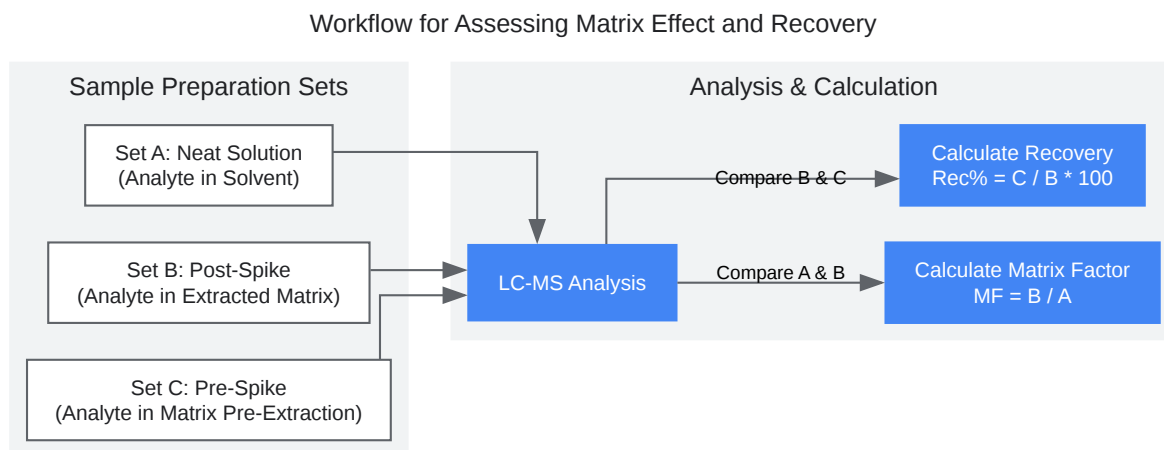 Workflow for Assessing Matrix Effect and Recovery
Sample Preparation Sets
Set A: Neat Solution
(Analyte in Solvent)
Set B: Post-Spike
(Analyte in Extracted Matrix)
Set C: Pre-Spike
(Analyte in Matrix Pre-Extraction)
Analysis & Calculation
LC-MS Analysis
Compare B & C
Calculate Recovery
Rec% = C / B * 100
Compare A & B
Calculate Matrix Factor
MF = B / A